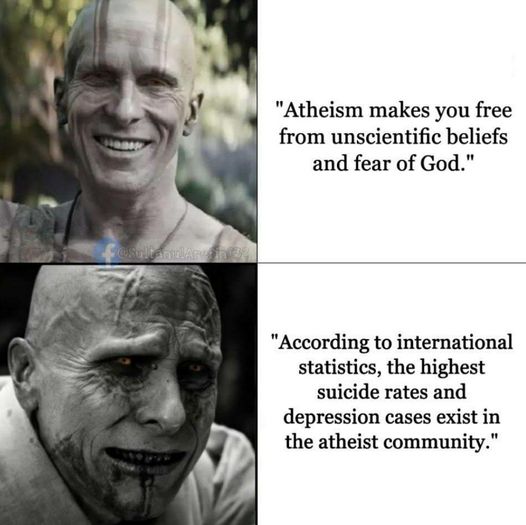 "Atheism makes you free
from unscientific beliefs
and fear of God."
"According to international
statistics, the highest
suicide rates and
depression cases exist in
the atheist community."